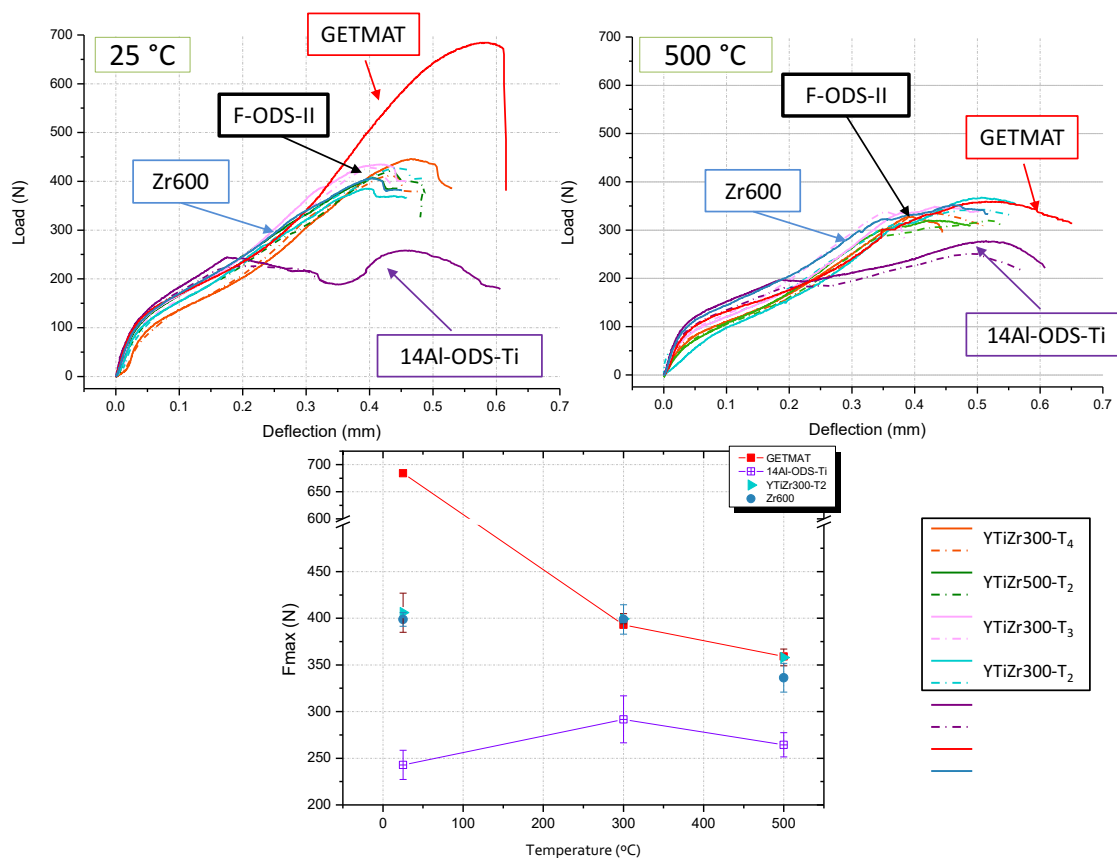 25 °C
GETMAT
F-ODS-II
Zr600
14Al-ODS-Ti
Load (N)
700
600
500
400
300
200
100
0
0.0 0.1 0.2 0.3 0.4 0.5 0.6 0.7
Deflection (mm)
500 °C
F-ODS-II
GETMAT
Zr600
14Al-ODS-Ti
Load (N)
700
600
500
400
300
200
100
0
0.0 0.1 0.2 0.3 0.4 0.5 0.6 0.7
Deflection (mm)
GETMAT
14Al-ODS-Ti
YTiZr300-T2
Zr600
Fmax (N)
700
650
600
450
400
350
300
250
200
0 100 200 300 400 500
Temperature (ºC)
YTiZr300-T4
YTiZr500-T2
YTiZr300-T3
YTiZr300-T2